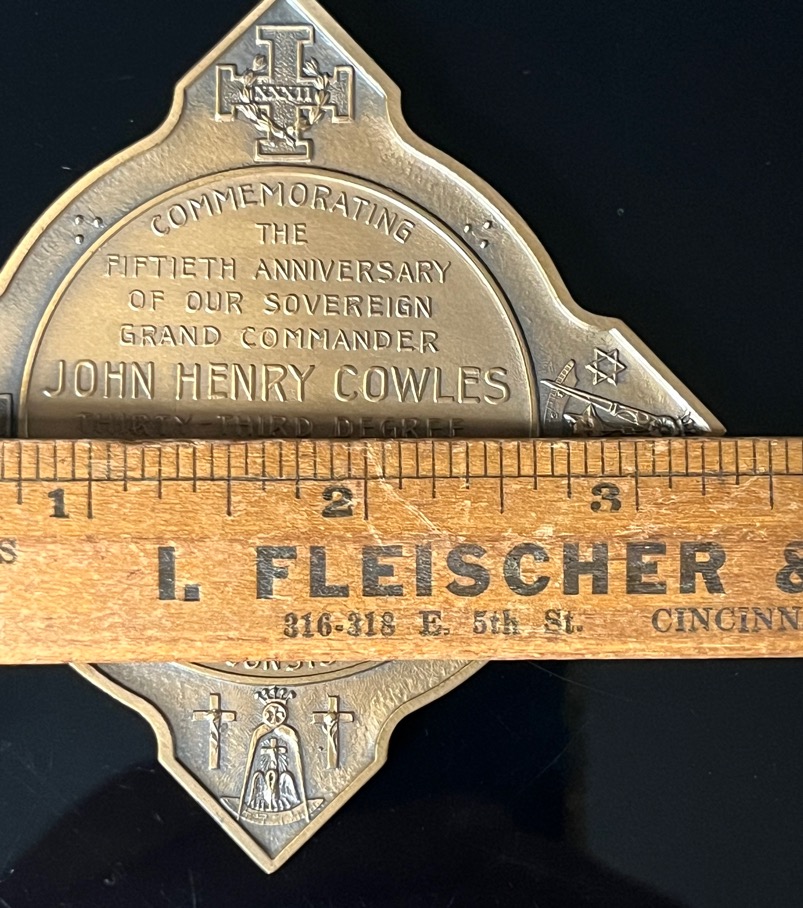 XXXII
COMMEMORATING
THE
FIFTIETH ANNIVERSARY
OF OUR SOVEREIGN
GRAND COMMANDER
JOHN HENRY COWLES
THIRTY-THIRD DEGREE
1 2 3
S I. FLEISCHER &
316-318 E. 5th St. CINCINN